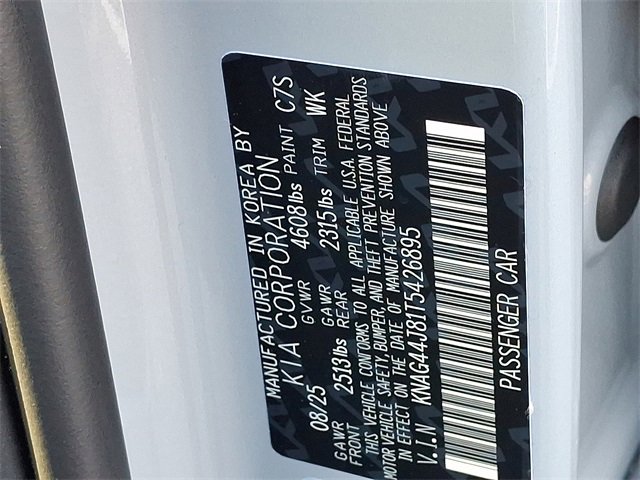 MANUFACTURED IN KOREA BY
KIA CORPORATION
08/25 GVWR 4608lbs PAINT C7S
GAWR FRONT 2513lbs GAWR REAR 2315lbs TRIM WK
THIS VEHICLE CONFORMS TO ALL APPLICABLE U.S.A. FEDERAL
MOTOR VEHICLE SAFETY, BUMPER, AND THEFT PREVENTION STANDARDS
IN EFFECT ON THE DATE OF MANUFACTURE SHOWN ABOVE
V.I.N KNAG44J81T5426895
PASSENGER CAR